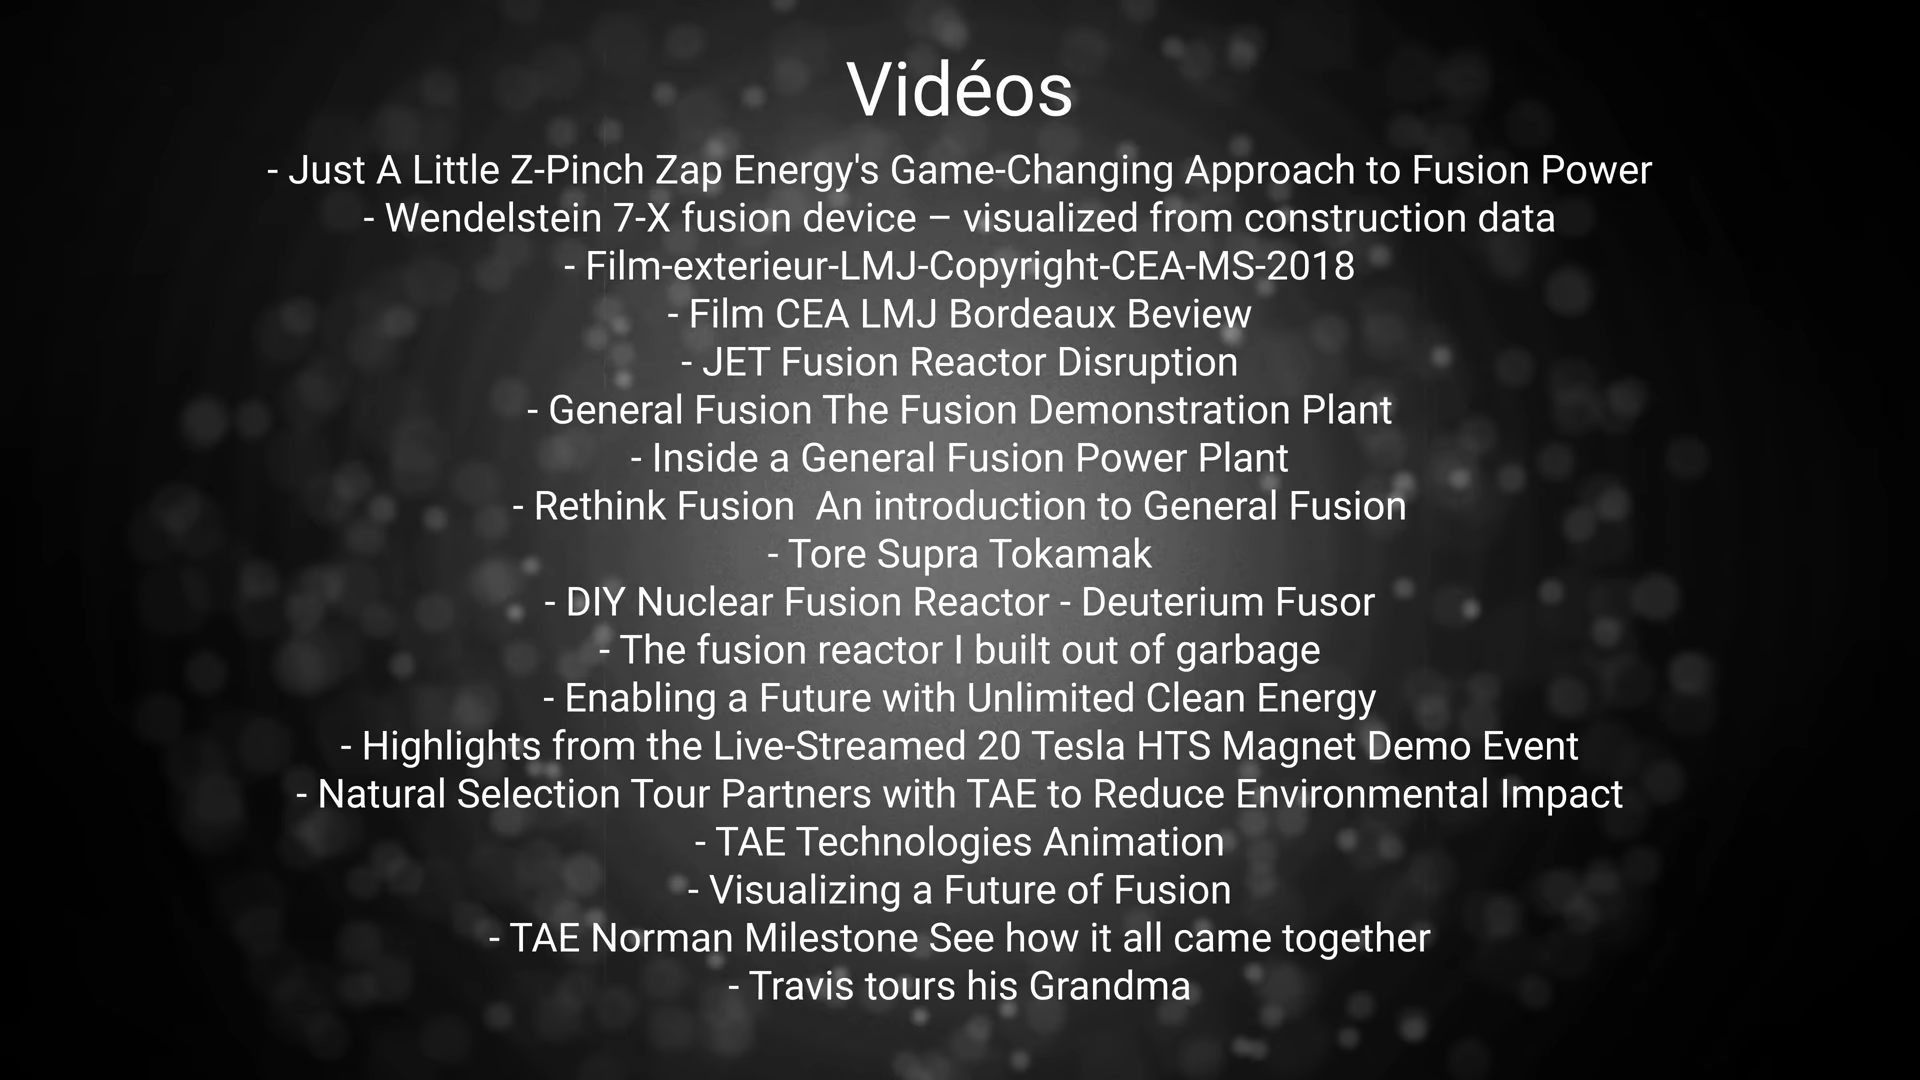 Vidéos
- Just A Little Z-Pinch Zap Energy's Game-Changing Approach to Fusion Power
- Wendelstein 7-X fusion device – visualized from construction data
- Film-exterieur-LMJ-Copyright-CEA-MS-2018
- Film CEA LMJ Bordeaux Beview
- JET Fusion Reactor Disruption
- General Fusion The Fusion Demonstration Plant
- Inside a General Fusion Power Plant
- Rethink Fusion  An introduction to General Fusion
- Tore Supra Tokamak
- DIY Nuclear Fusion Reactor - Deuterium Fusor
- The fusion reactor I built out of garbage
- Enabling a Future with Unlimited Clean Energy
- Highlights from the Live-Streamed 20 Tesla HTS Magnet Demo Event
- Natural Selection Tour Partners with TAE to Reduce Environmental Impact
- TAE Technologies Animation
- Visualizing a Future of Fusion
- TAE Norman Milestone See how it all came together
- Travis tours his Grandma